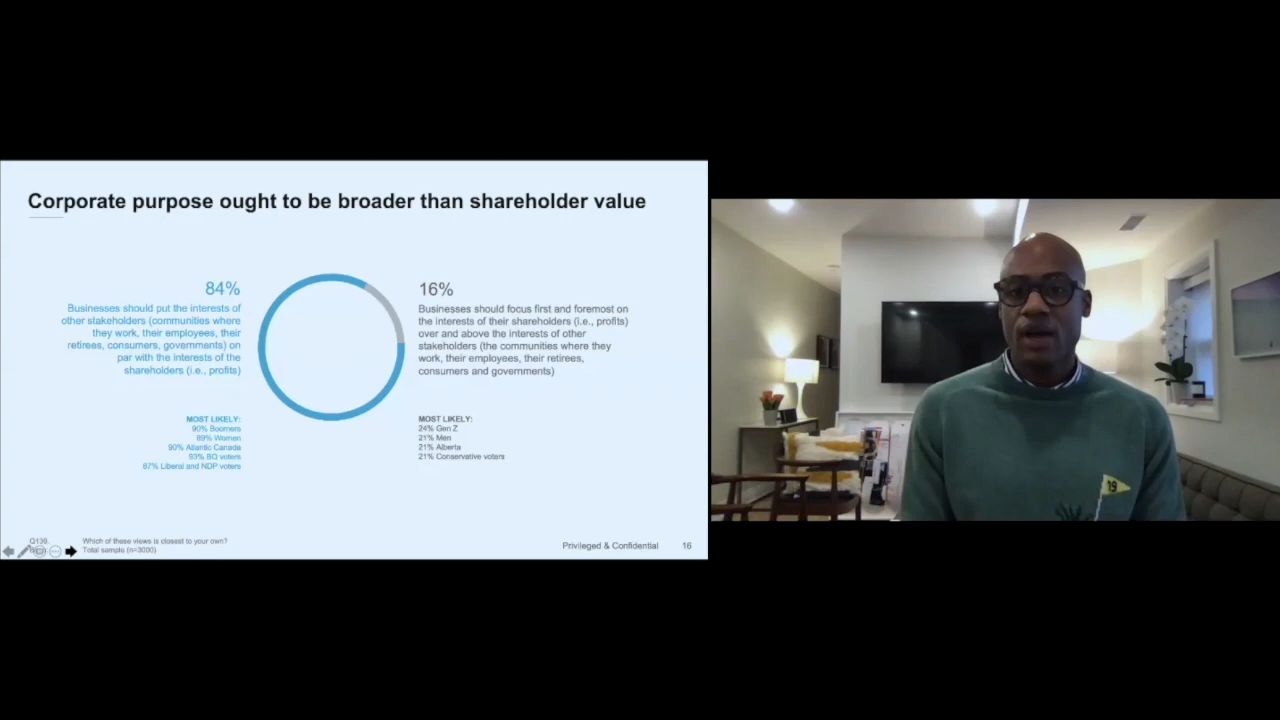 Corporate purpose ought to be broader than shareholder value
84%
Businesses should put the interests of
other stakeholders (communities where
they work, their employees, their
retirees, consumers, governments) on
par with the interests of the
shareholders (i.e., profits)
MOST LIKELY:
90% Boomers
89% Women
90% Atlantic Canada
93% BQ voters
87% Liberal and NDP voters
16%
Businesses should focus first and foremost on
the interests of their shareholders (i.e., profits)
over and above the interests of other
stakeholders (the communities where they
work, their employees, their retirees,
consumers and governments)
MOST LIKELY:
24% Gen Z
21% Men
21% Alberta
21% Conservative voters
Q139.
Which of these views is closest to your own?
Total sample (n=3000)
Privileged & Confidential
16
19